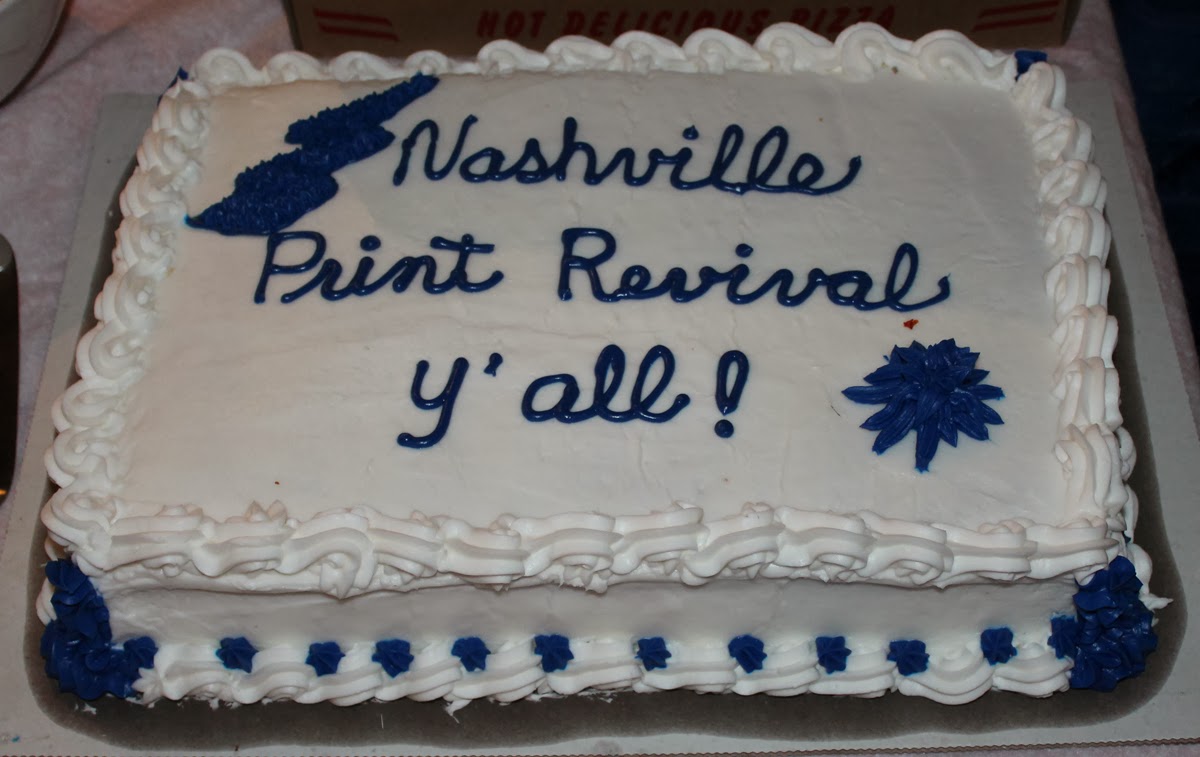 HOT DELICIOUS PIZZA
Nashville
Print Revival
Y'all!